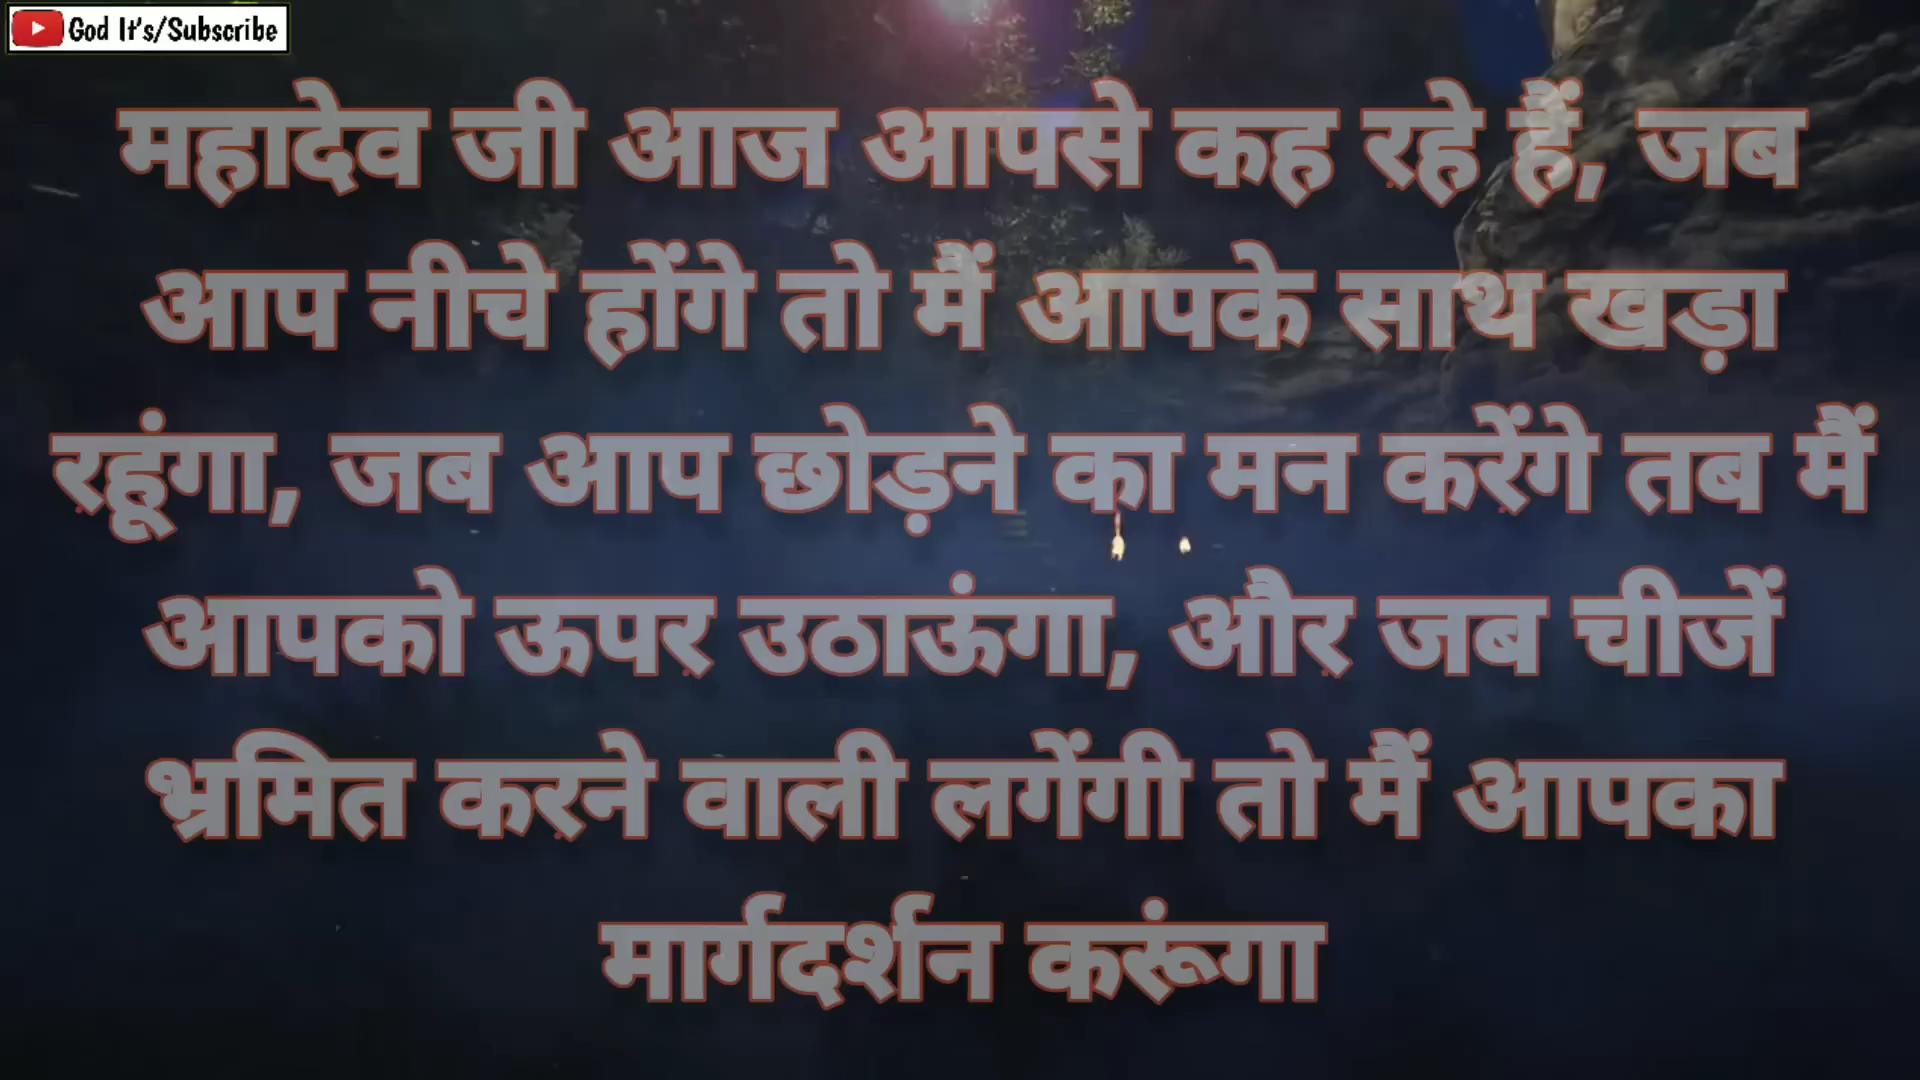 God It's/Subscribe
महादेव जी आज आपसे कह रहे हैं, जब
आप नीचे होंगे तो मैं आपके साथ खड़ा
रहूंगा, जब आप छोड़ने का मन करेंगे तब मैं
आपको ऊपर उठाऊंगा, और जब चीजें
भ्रमित करने वाली लगेंगी तो मैं आपका
मार्गदर्शन करूंगा